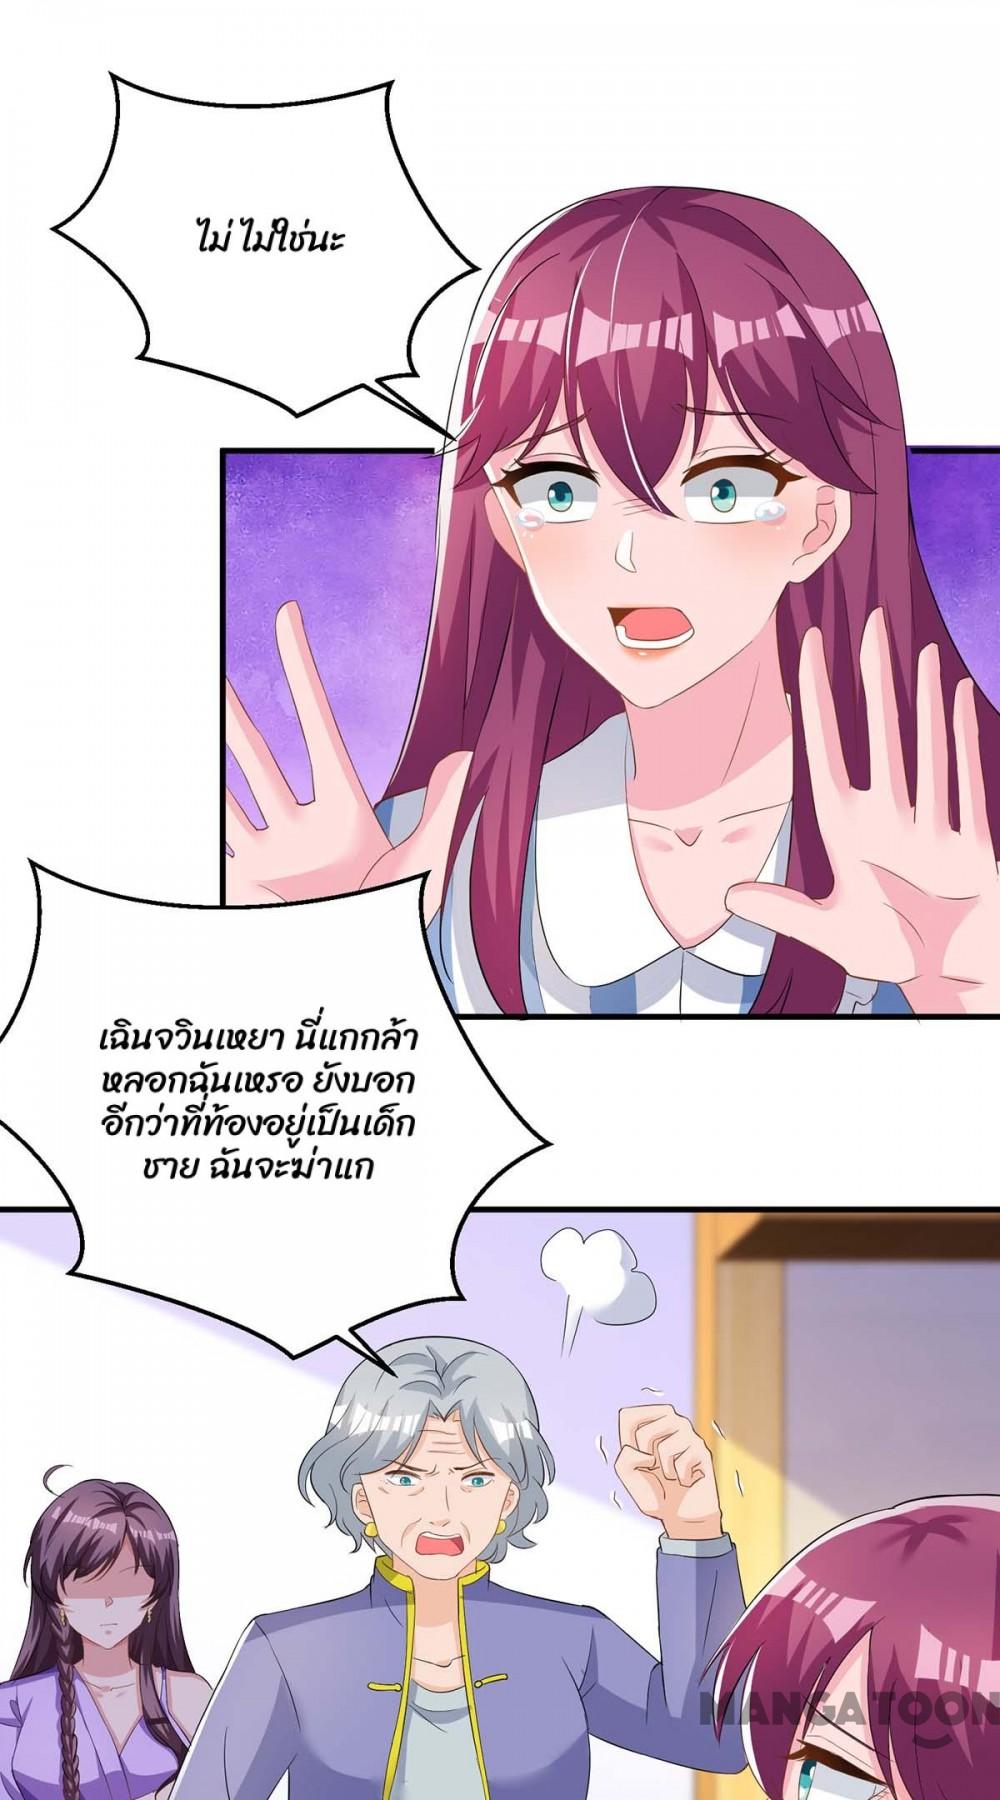 ไม่ ไม่ใช่นะ
เฉินจวินเหยา นี่แกกล้า
หลอกฉันเหรอ ยังบอก
อีกว่าที่ท้องอยู่เป็นเด็ก
ชาย ฉันจะฆ่าแก
MANGATOON